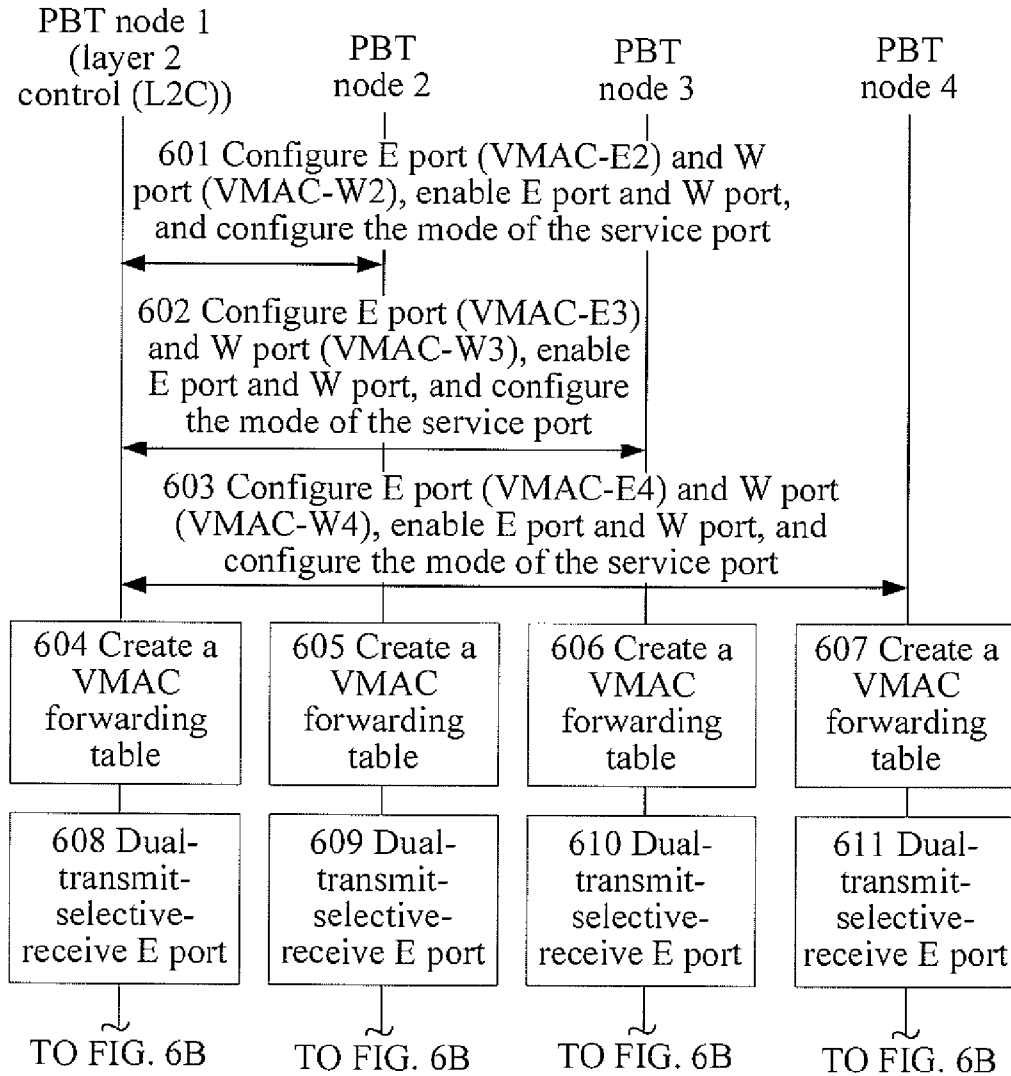 PBT node 1
(layer 2
control (L2C))
PBT
node 2
PBT
node 3
PBT
node 4
601 Configure E port (VMAC-E2) and W
port (VMAC-W2), enable E port and W port,
and configure the mode of the service port
602 Configure E port (VMAC-E3)
and W port (VMAC-W3), enable
E port and W port, and configure
the mode of the service port
603 Configure E port (VMAC-E4) and W port
(VMAC-W4), enable E port and W port, and
configure the mode of the service port
604 Create a
VMAC
forwarding
table
605 Create a
VMAC
forwarding
table
606 Create a
VMAC
forwarding
table
607 Create a
VMAC
forwarding
table
608 Dual-
transmit-
selective-
receive E port
609 Dual-
transmit-
selective-
receive E port
610 Dual-
transmit-
selective-
receive E port
611 Dual-
transmit-
selective-
receive E port
TO FIG. 6B
TO FIG. 6B
TO FIG. 6B
TO FIG. 6B